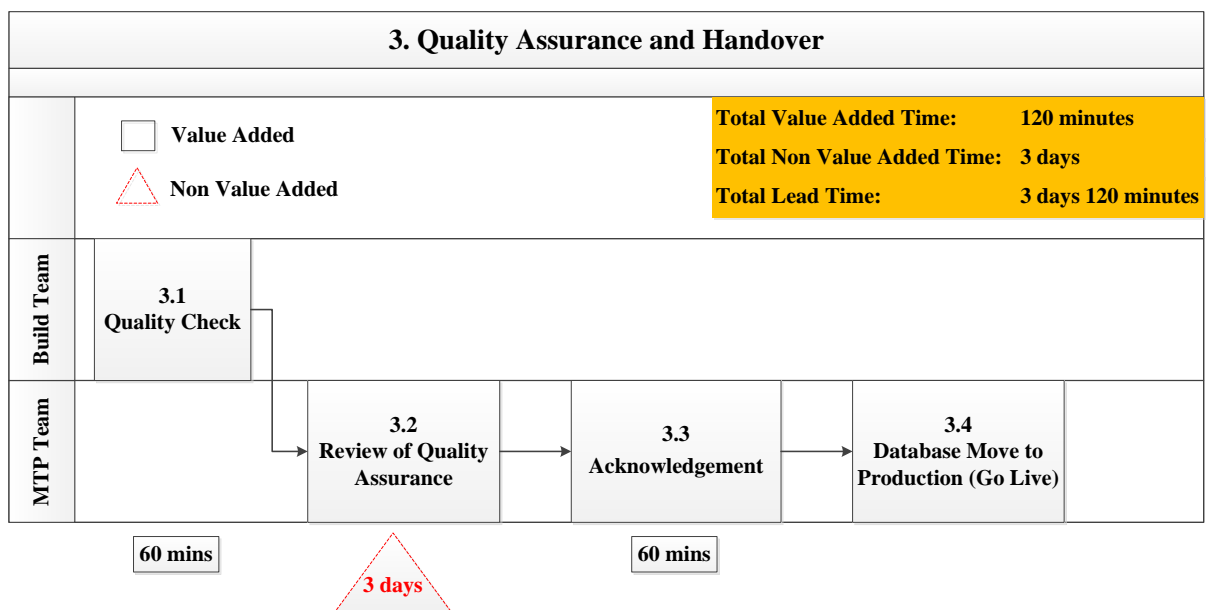 3. Quality Assurance and Handover
Value Added
Non Value Added
Total Value Added Time: 120 minutes
Total Non Value Added Time: 3 days
Total Lead Time: 3 days 120 minutes
Build Team
3.1
Quality Check
MTP Team
3.2
Review of Quality
Assurance
3.3
Acknowledgement
3.4
Database Move to
Production (Go Live)
60 mins
3 days
60 mins